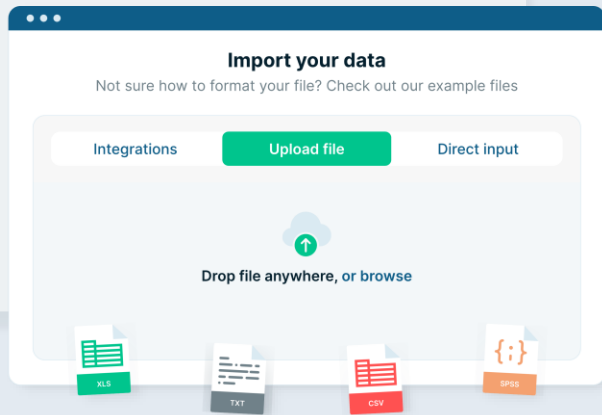 Import your data
Not sure how to format your file? Check out our example files
Integrations
Upload file
Direct input
Drop file anywhere, or browse
{;}
XLS
TXT
CSV
SPSS